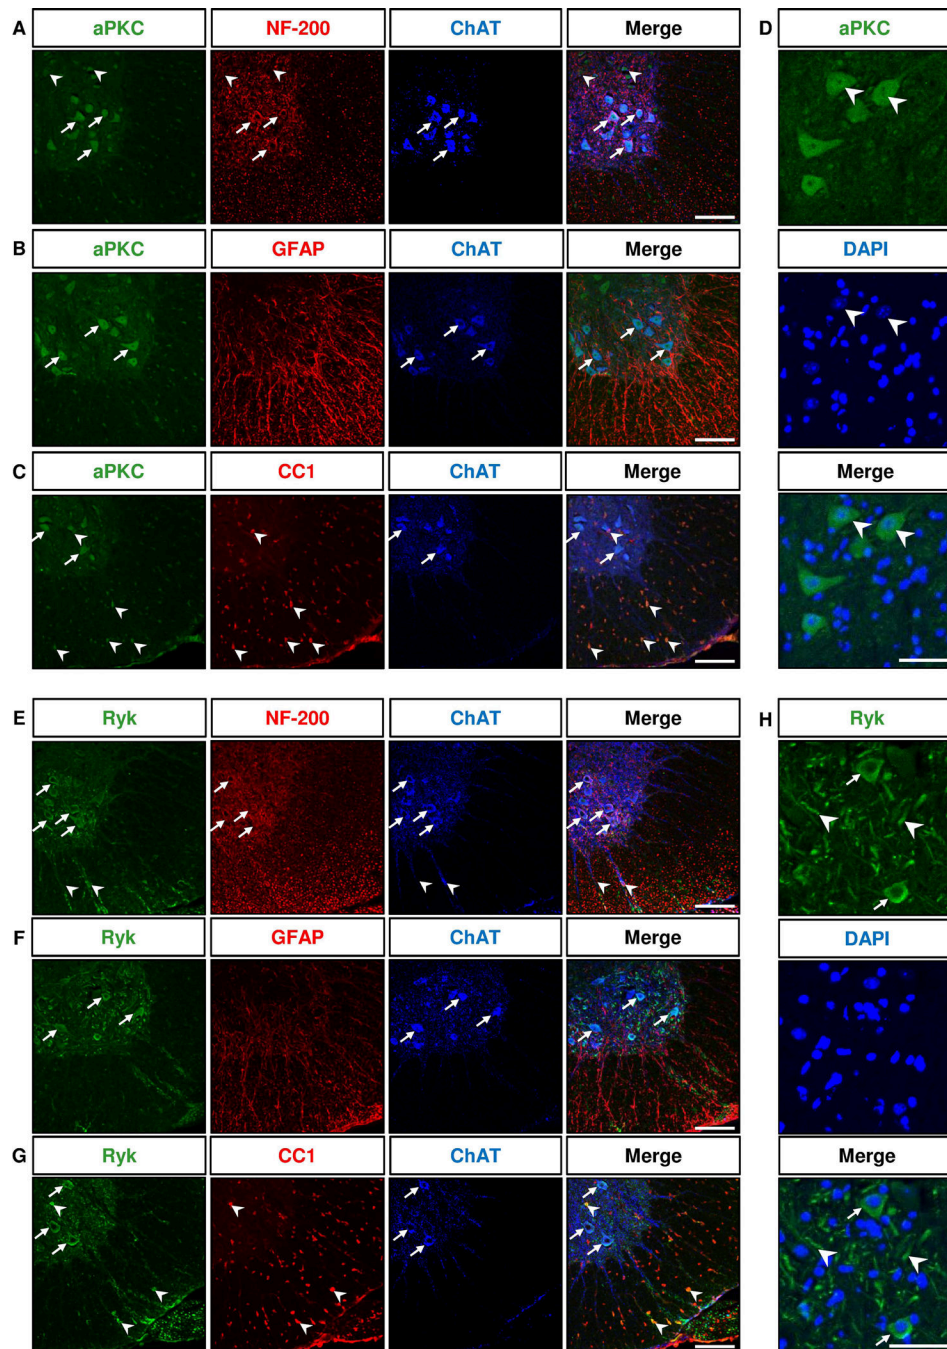 A aPKC NF-200 ChAT Merge D aPKC
B aPKC GFAP ChAT Merge DAPI
C aPKC CC1 ChAT Merge Merge
E Ryk NF-200 ChAT Merge H Ryk
F Ryk GFAP ChAT Merge DAPI
G Ryk CC1 ChAT Merge Merge